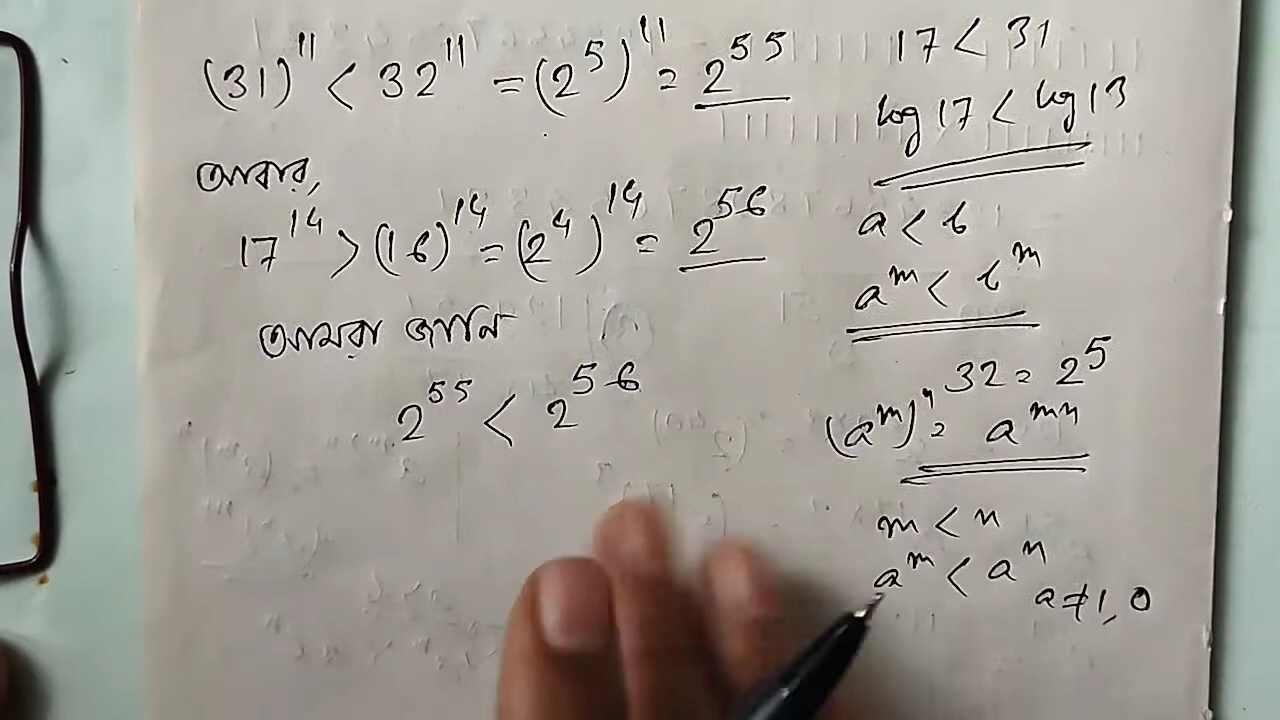 (31)^11 < 32^11 = (2^5)^11 = 2^55
আবার,
17^14 > (16)^14 = (2^4)^14 = 2^56
আমরা জানি
2^55 < 2^56
17 < 31
log 17 < log 13
a < b
a^m < b^m
32 = 2^5
(a^m)^n = a^mn
m < n
a^m < a^n
a ≠ 1, 0